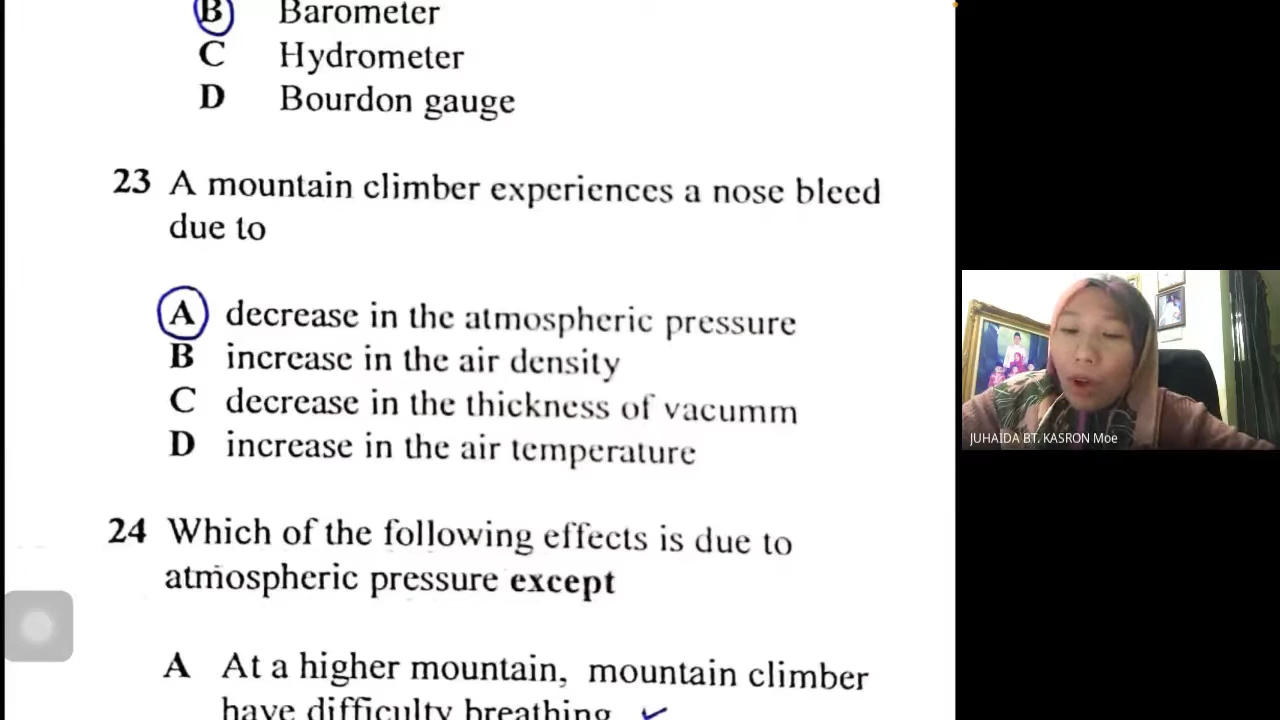 B Barometer
C Hydrometer
D Bourdon gauge
23 A mountain climber experiences a nose bleed
due to
A decrease in the atmospheric pressure
B increase in the air density
C decrease in the thickness of vacumm
D increase in the air temperature
24 Which of the following effects is due to
atmospheric pressure except
A At a higher mountain, mountain climber
have difficulty breathing
JUHAIDA BT. KASRON Moe